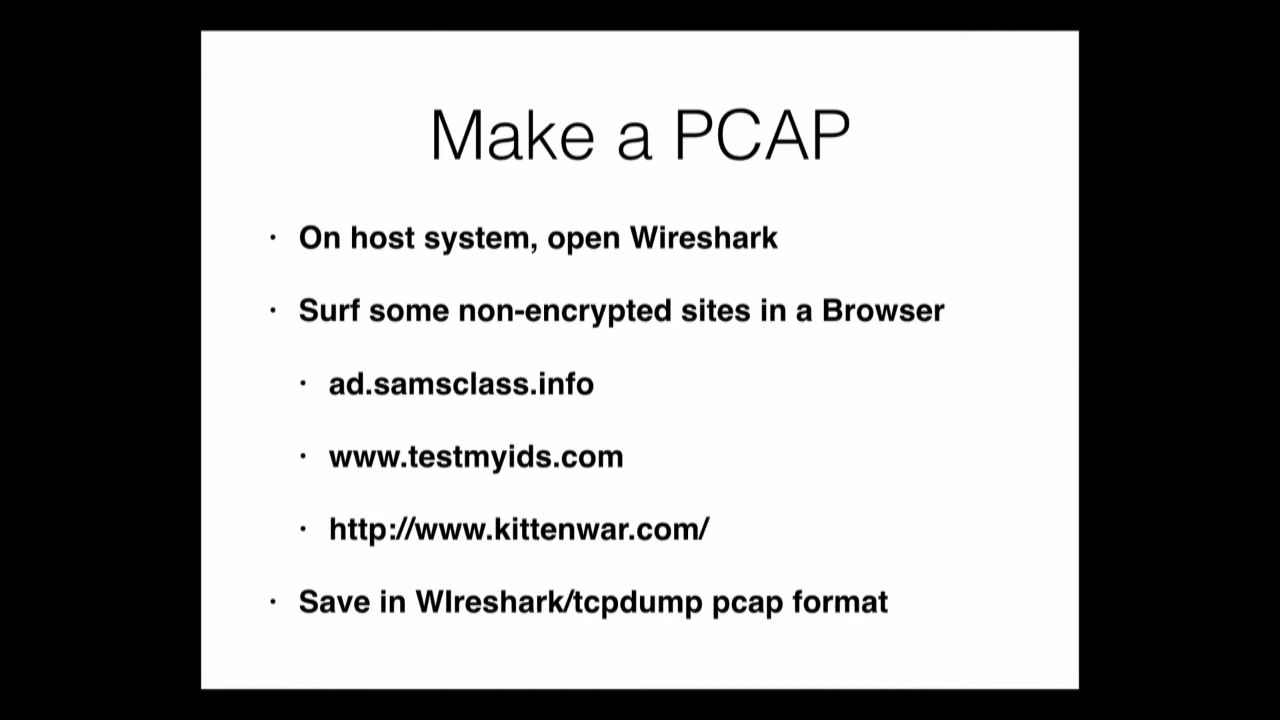 Make a PCAP
· On host system, open Wireshark
· Surf some non-encrypted sites in a Browser
· ad.samsclass.info
· www.testmyids.com
· http://www.kittenwar.com/
· Save in WIreshark/tcpdump pcap format